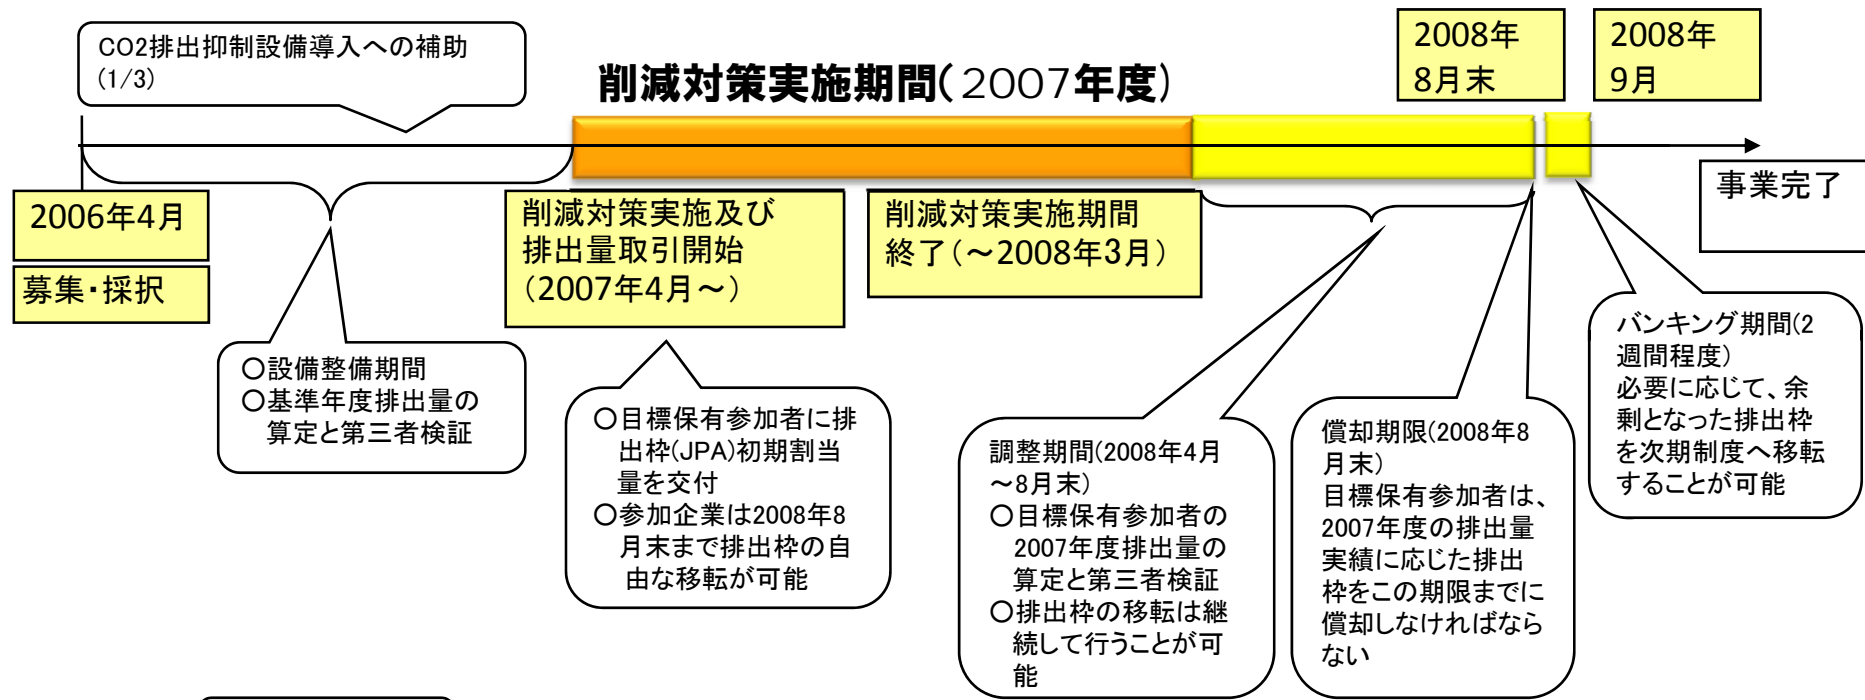 CO2排出抑制設備導入への補助
(1/3)
削減対策実施期間(2007年度)
2008年
8月末
2008年
9月
事業完了
2006年4月
募集・採択
削減対策実施及び
排出量取引開始
(2007年4月～)
削減対策実施期間
終了(～2008年3月)
○設備整備期間
○基準年度排出量の
算定と第三者検証
○目標保有参加者に排
出枠(JPA)初期割当
量を交付
○参加企業は2008年8
月末まで排出枠の自
由な移転が可能
調整期間(2008年4月
～8月末)
○目標保有参加者の
2007年度排出量の
算定と第三者検証
○排出枠の移転は継
続して行うことが可
能
償却期限(2008年8
月末)
目標保有参加者は、
2007年度の排出量
実績に応じた排出
枠をこの期限までに
償却しなければなら
ない
バンキング期間(2
週間程度)
必要に応じて、余
剰となった排出枠
を次期制度へ移転
することが可能